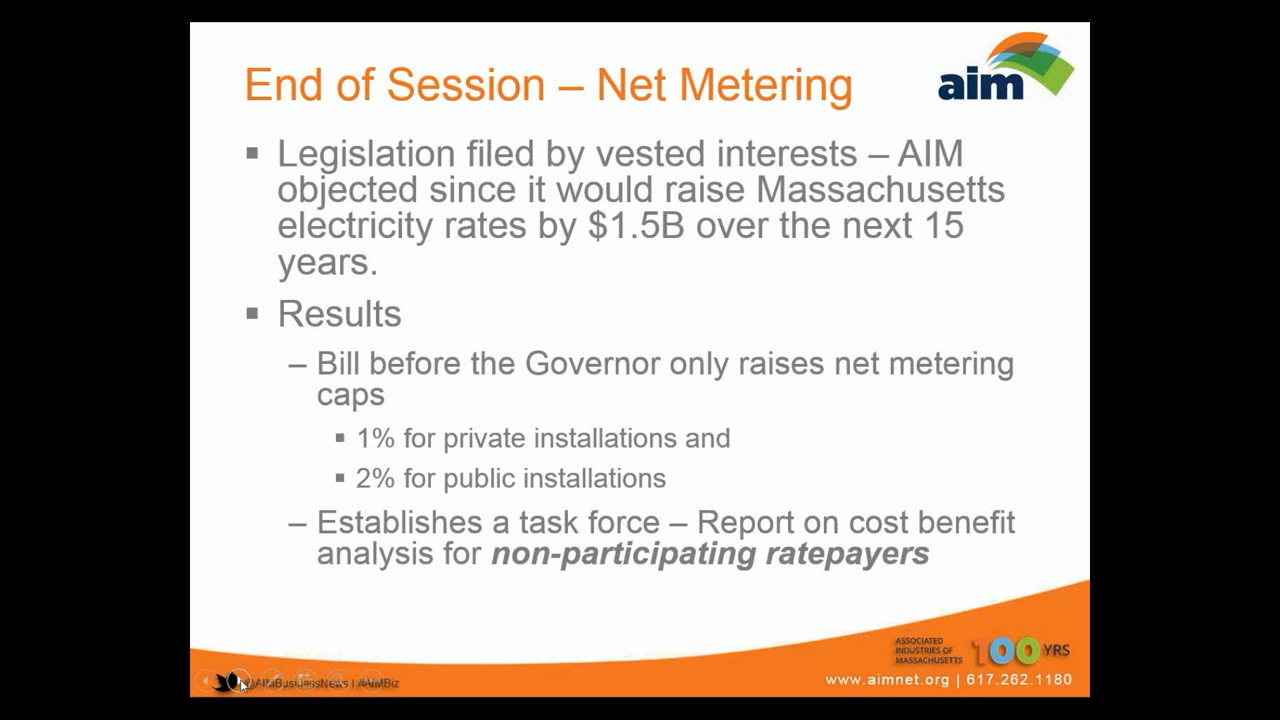 End of Session – Net Metering
aim
▪ Legislation filed by vested interests – AIM
objected since it would raise Massachusetts
electricity rates by $1.5B over the next 15
years.
▪ Results
– Bill before the Governor only raises net metering
caps
▪ 1% for private installations and
▪ 2% for public installations
– Establishes a task force – Report on cost benefit
analysis for non-participating ratepayers
ASSOCIATED
INDUSTRIES OF
MASSACHUSETTS
100 YRS
@AIMBusinessNews | #AIMBiz
www.aimnet.org | 617.262.1180